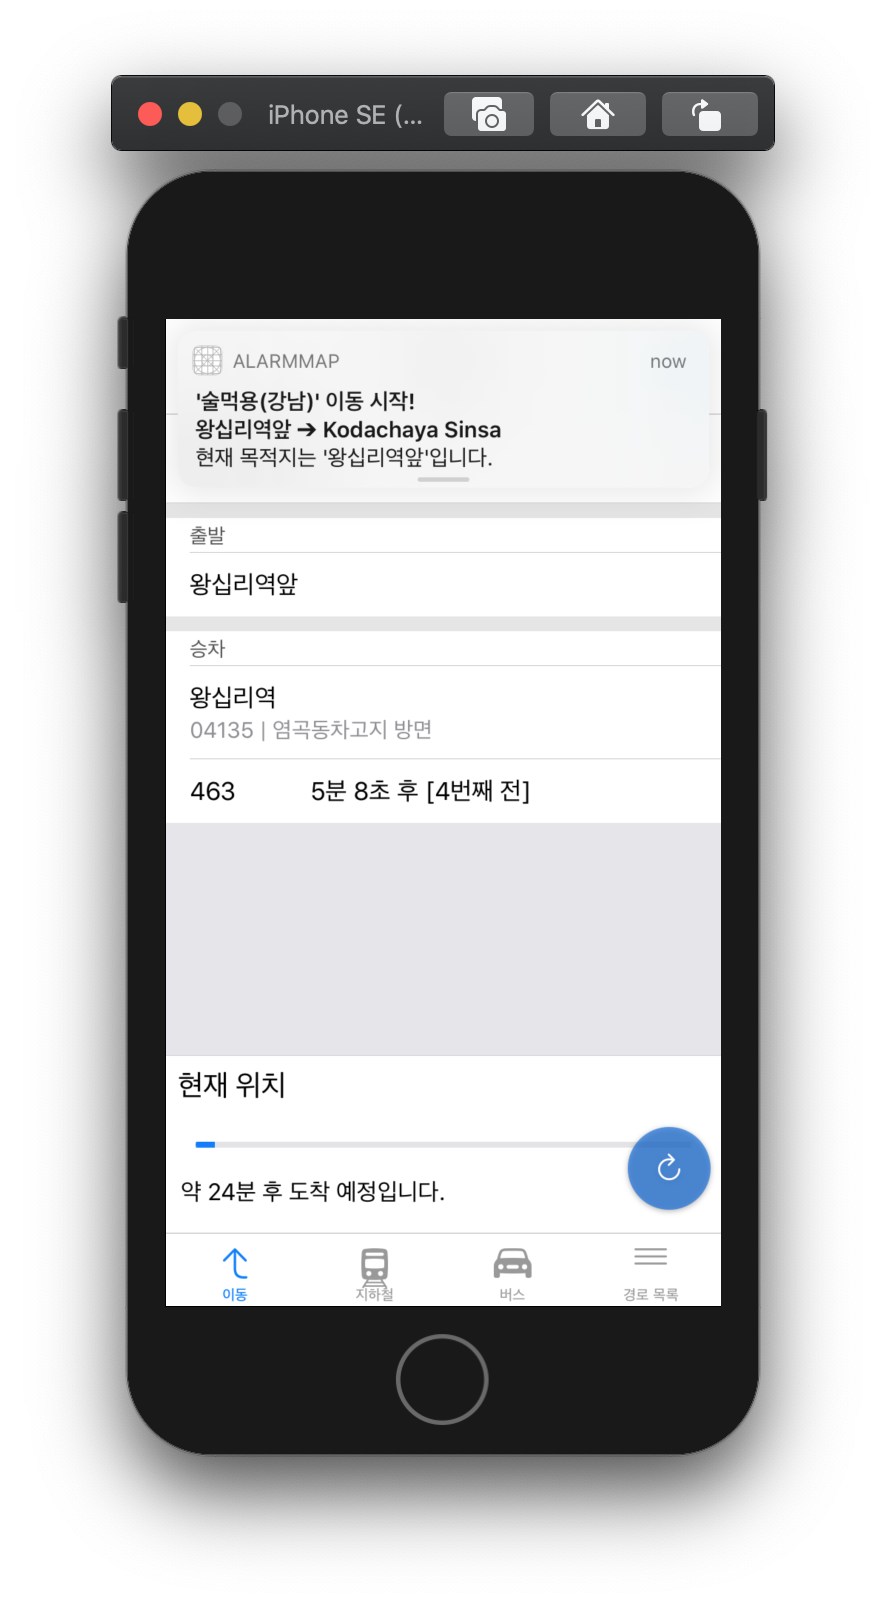 iPhone SE (...
ALARMMAP
now
'술먹용(강남)' 이동 시작!
왕십리역앞 ➔ Kodachaya Sinsa
현재 목적지는 '왕십리역앞'입니다.
출발
왕십리역앞
승차
왕십리역
04135 | 염곡동차고지 방면
463 5분 8초 후 [4번째 전]
현재 위치
약 24분 후 도착 예정입니다.
이동 지하철 버스 경로 목록